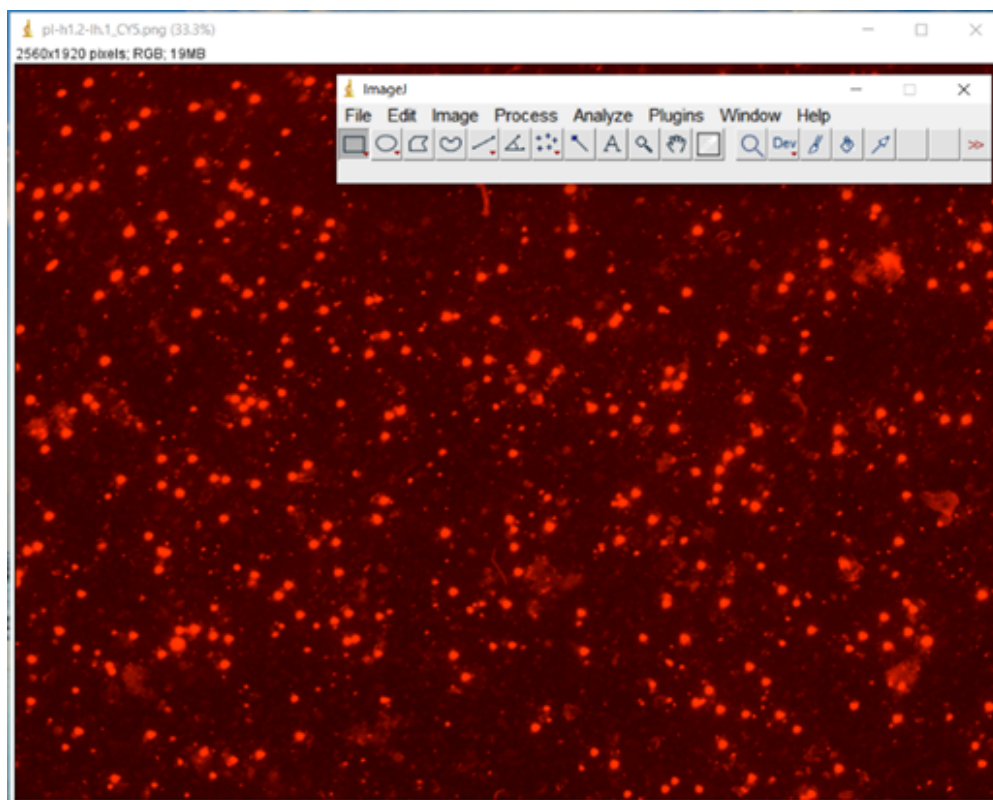 pl-h1.2-lh.1_CY5.png (33.3%)
2560x1920 pixels; RGB; 19MB
ImageJ
File Edit Image Process Analyze Plugins Window Help
A Dev >>